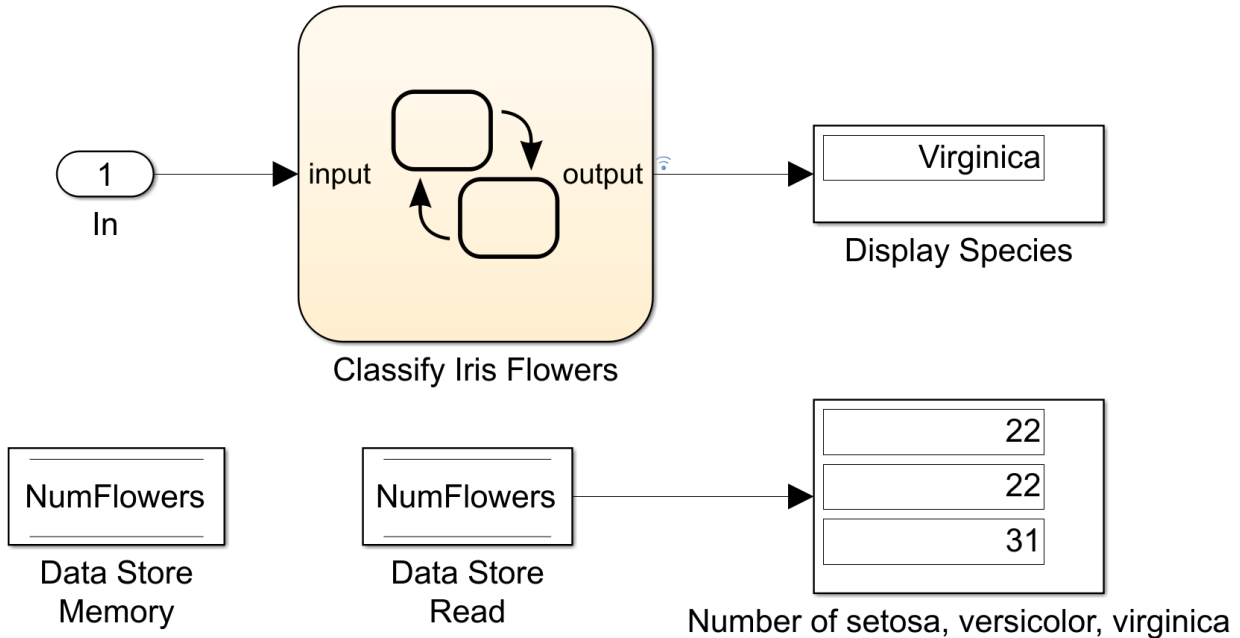 1
In
input
output
Classify Iris Flowers
Virginica
Display Species
NumFlowers
Data Store
Memory
NumFlowers
Data Store
Read
22
22
31
Number of setosa, versicolor, virginica